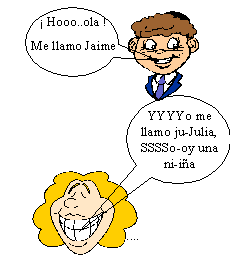 ¡ Hooo..ola !
Me llamo Jaime
YYYYo me
llamo ju-Julia,
SSSSo-oy una
ni-iña
....